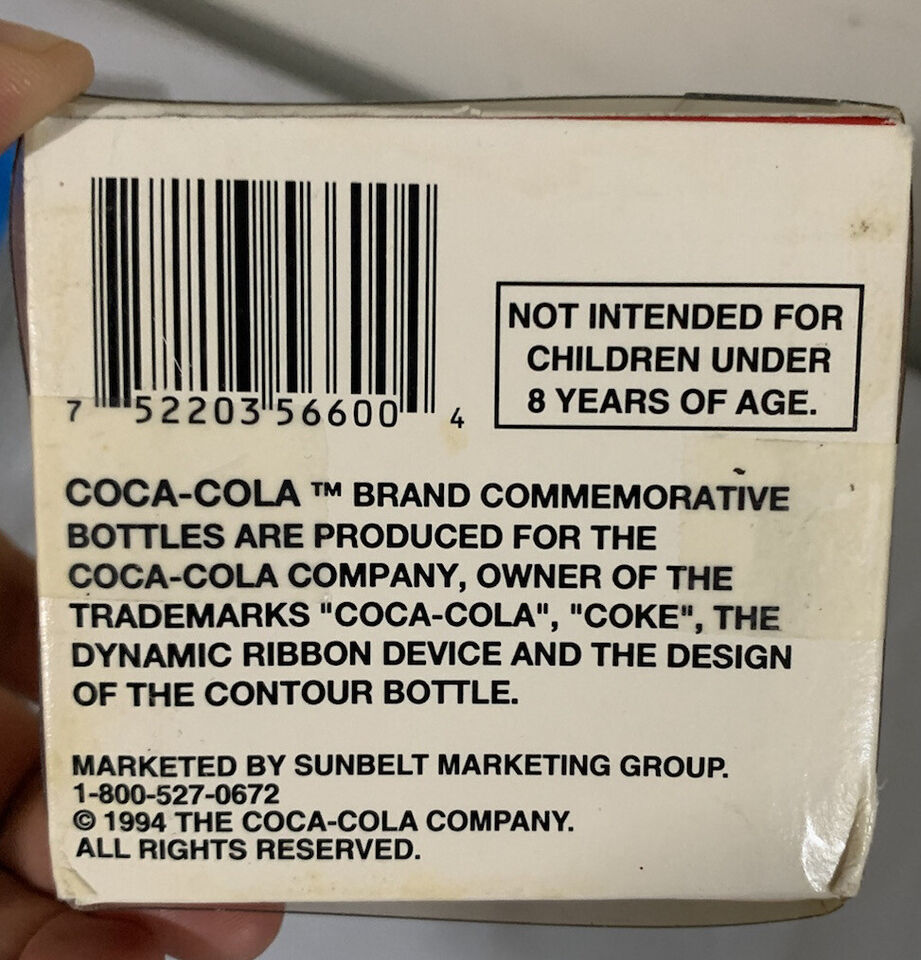 7 52203 56600 4
NOT INTENDED FOR
CHILDREN UNDER
8 YEARS OF AGE.
COCA-COLA ™ BRAND COMMEMORATIVE
BOTTLES ARE PRODUCED FOR THE
COCA-COLA COMPANY, OWNER OF THE
TRADEMARKS "COCA-COLA", "COKE", THE
DYNAMIC RIBBON DEVICE AND THE DESIGN
OF THE CONTOUR BOTTLE.
MARKETED BY SUNBELT MARKETING GROUP.
1-800-527-0672
© 1994 THE COCA-COLA COMPANY.
ALL RIGHTS RESERVED.